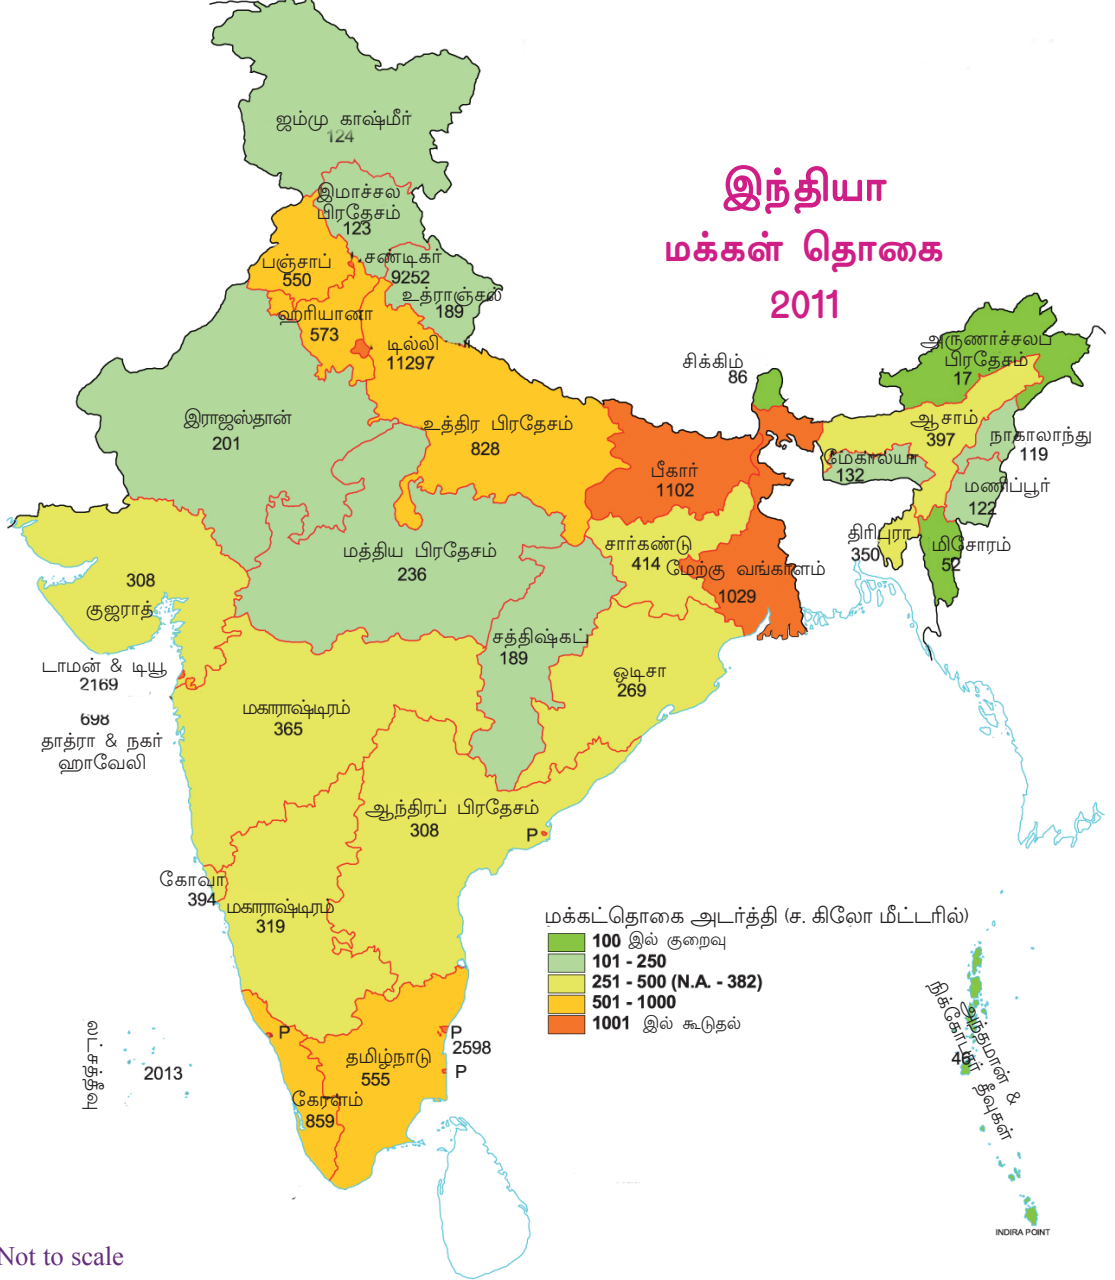 ஜம்மு காஷ்மீர்
124
இமாச்சல
பிரதேசம்
123
இந்தியா
மக்கள் தொகை
2011
பஞ்சாப்
550
சண்டிகர்
9252
உத்ராஞ்சல்
189
ஹரியானா
573
டில்லி
11297
சிக்கிம்
86
அருணாச்சலப்
பிரதேசம்
17
இராஜஸ்தான்
201
உத்திர பிரதேசம்
828
ஆசாம்
397
நாகாலாந்து
119
பீகார்
1102
மேகாலயா
132
மணிப்பூர்
122
மத்திய பிரதேசம்
236
சார்கண்டு
414
மேற்கு வங்காளம்
1029
திரிபுரா
350
மிசோரம்
52
308
குஜராத்
சத்திஷ்கப்
189
ஒடிசா
269
டாமன் & டியூ
2169
698
தாத்ரா & நகர்
ஹாவேலி
மகாராஷ்டிரம்
365
ஆந்திரப் பிரதேசம்
308
P
கோவா
394
மகாராஷ்டிரம்
319
மக்கட்தொகை அடர்த்தி (ச. கிலோ மீட்டரில்)
100 இல் குறைவு
101 - 250
251 - 500 (N.A. - 382)
501 - 1000
1001 இல் கூடுதல்
P
P
2598
P
தமிழ்நாடு
555
கேரளம்
859
லட்சத்தீவு
2013
அந்தமான் &
நிக்கோபார் தீவுகள்
46
INDIRA POINT
Not to scale